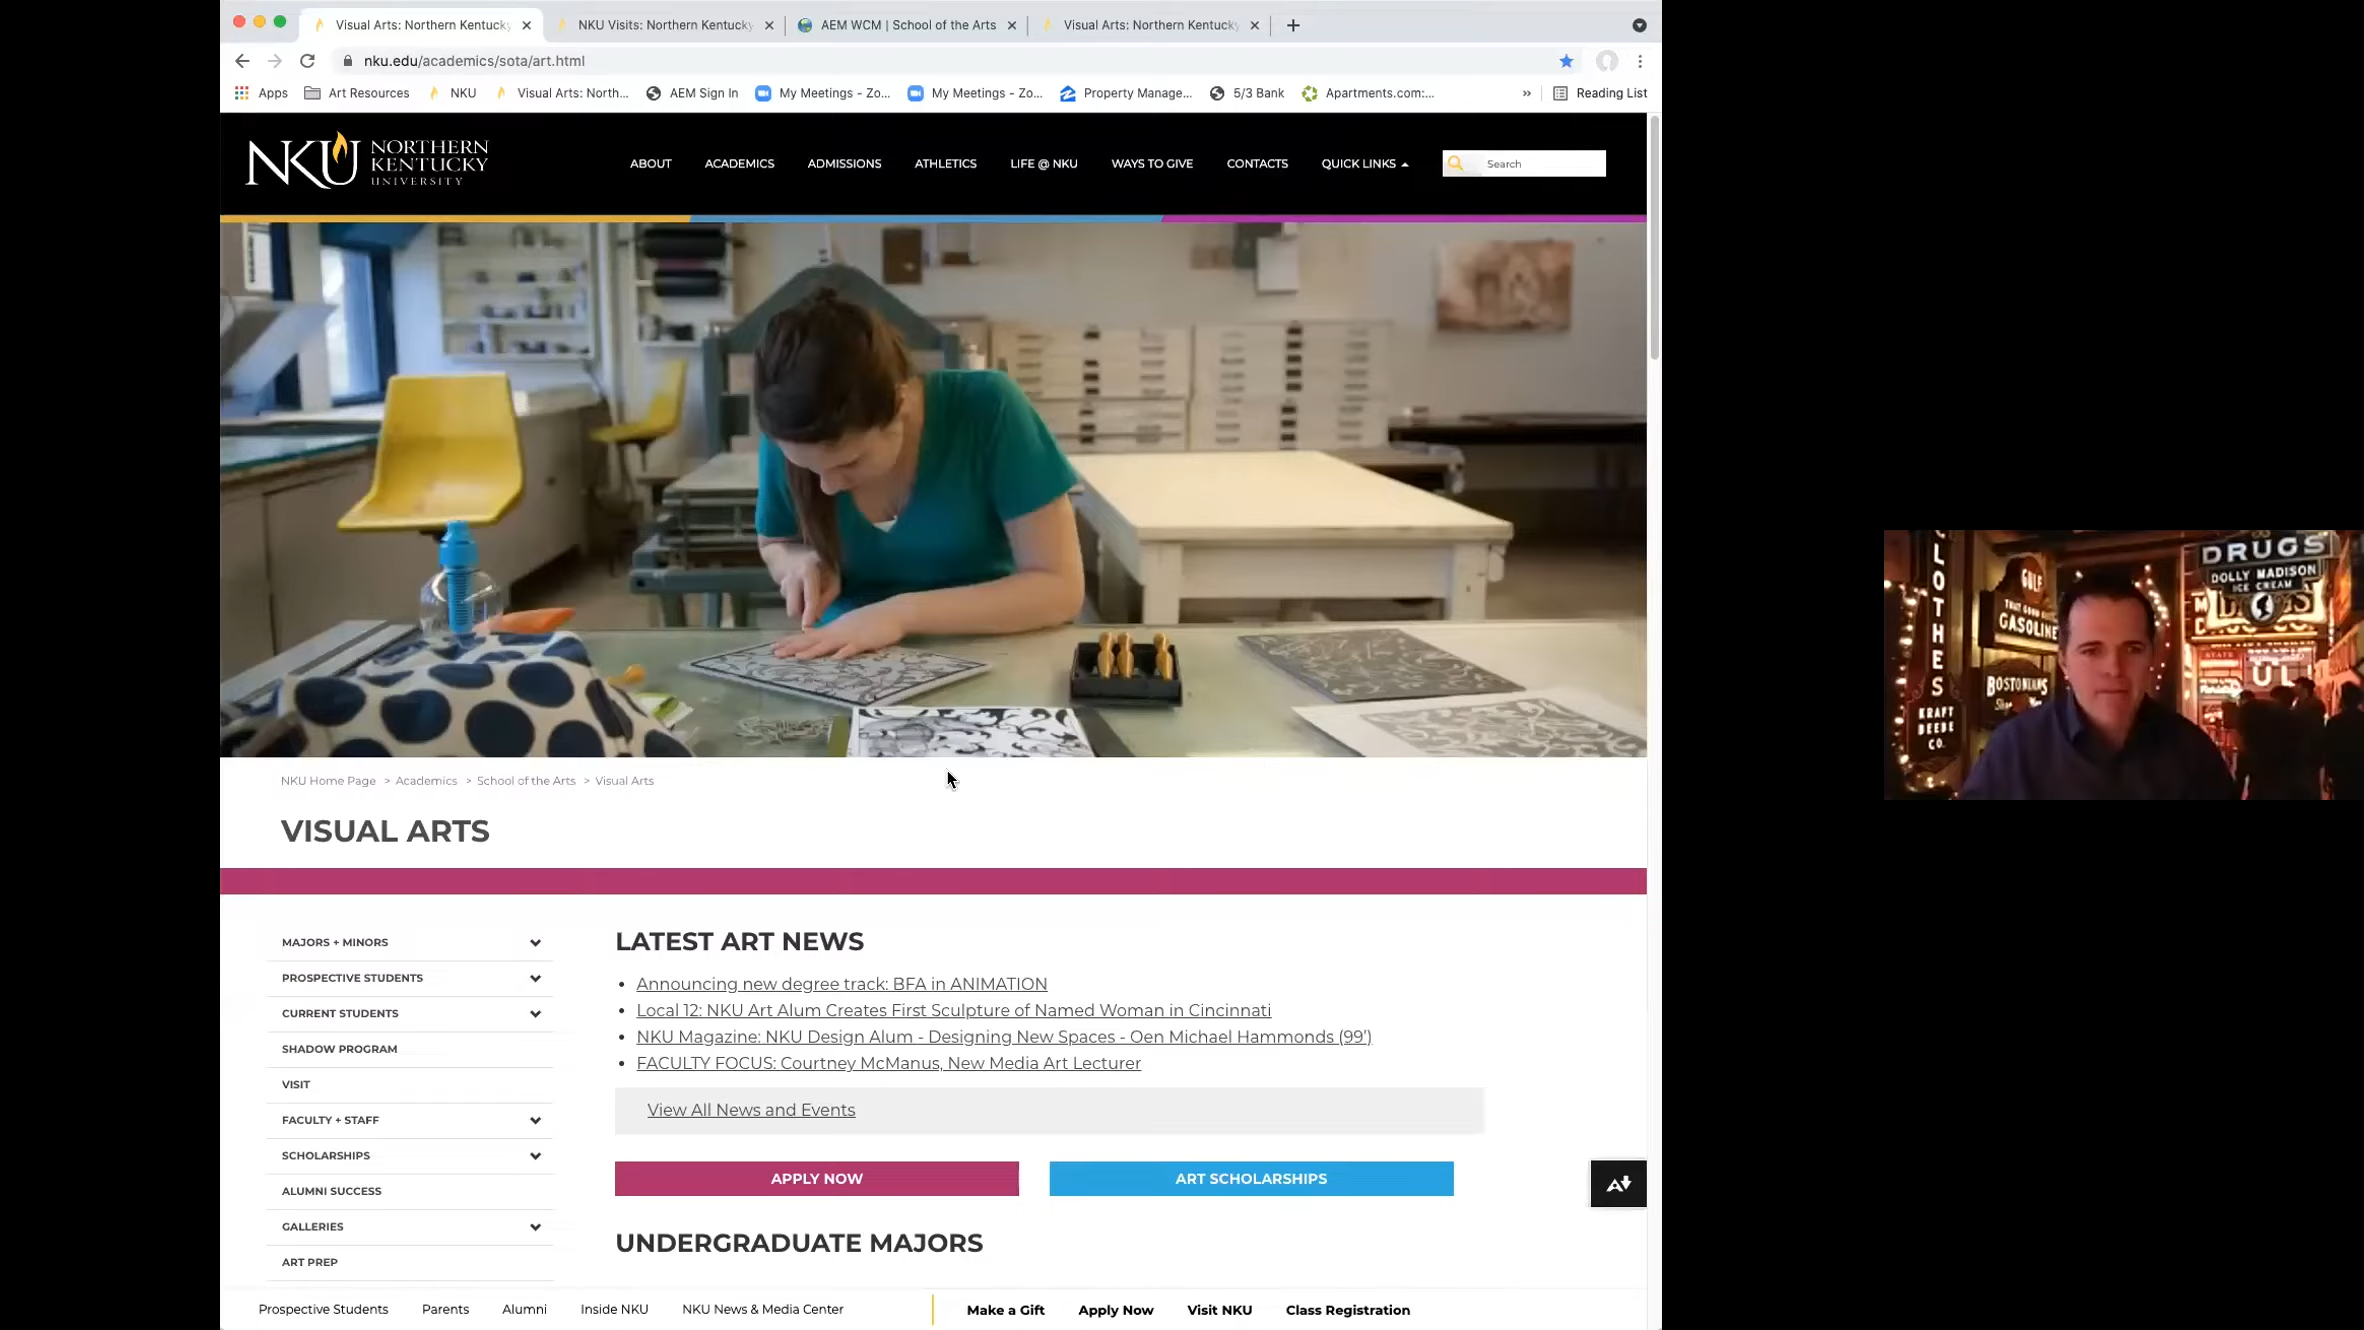 Visual Arts: Northern Kentucky
NKU Visits: Northern Kentucky
AEM WCM | School of the Arts
Visual Arts: Northern Kentucky
nku.edu/academics/sota/art.html
Apps
Art Resources
NKU
Visual Arts: North...
AEM Sign In
My Meetings - Zo...
My Meetings - Zo...
Property Manage...
5/3 Bank
Apartments.com:...
»
Reading List
NKU
NORTHERN
KENTUCKY
UNIVERSITY
ABOUT
ACADEMICS
ADMISSIONS
ATHLETICS
LIFE @ NKU
WAYS TO GIVE
CONTACTS
QUICK LINKS
Search
NKU Home Page > Academics > School of the Arts > Visual Arts
VISUAL ARTS
MAJORS + MINORS
PROSPECTIVE STUDENTS
CURRENT STUDENTS
SHADOW PROGRAM
VISIT
FACULTY + STAFF
SCHOLARSHIPS
ALUMNI SUCCESS
GALLERIES
ART PREP
LATEST ART NEWS
• Announcing new degree track: BFA in ANIMATION
• Local 12: NKU Art Alum Creates First Sculpture of Named Woman in Cincinnati
• NKU Magazine: NKU Design Alum - Designing New Spaces - Oen Michael Hammonds (99')
• FACULTY FOCUS: Courtney McManus, New Media Art Lecturer
View All News and Events
APPLY NOW
ART SCHOLARSHIPS
UNDERGRADUATE MAJORS
Prospective Students
Parents
Alumni
Inside NKU
NKU News & Media Center
Make a Gift
Apply Now
Visit NKU
Class Registration
LOTHES
KRAFT
BEEBE
CO.
GULF
THAT GOOD
GASOLINE
BOSTONIANS
DRUGS
DOLLY MADISON
ICE CREAM